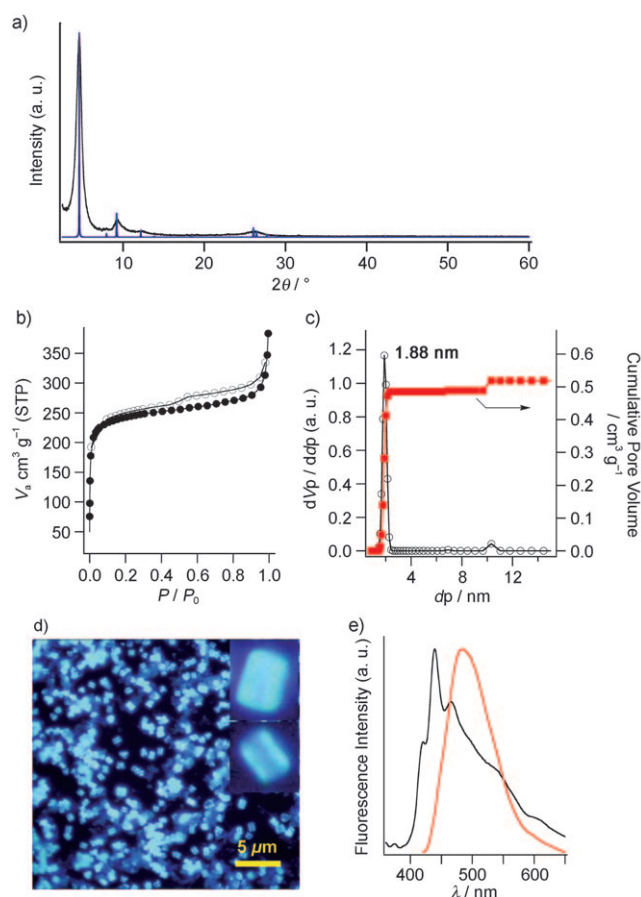 a)
Intensity (a. u.)
10 20 30 40 50 60
2θ / °
b)
V_a cm³ g⁻¹ (STP)
350
300
250
200
150
100
50
0.0 0.2 0.4 0.6 0.8 1.0
P / P₀
c)
1.88 nm
dVp / ddp (a. u.)
1.2
1.0
0.8
0.6
0.4
0.2
0.0
0.6
0.5
0.4
0.3
0.2
0.1
0.0
Cumulative Pore Volume
/ cm³ g⁻¹
4 8 12
dp / nm
d)
5 µm
e)
Fluorescence Intensity (a. u.)
400 500 600
λ / nm